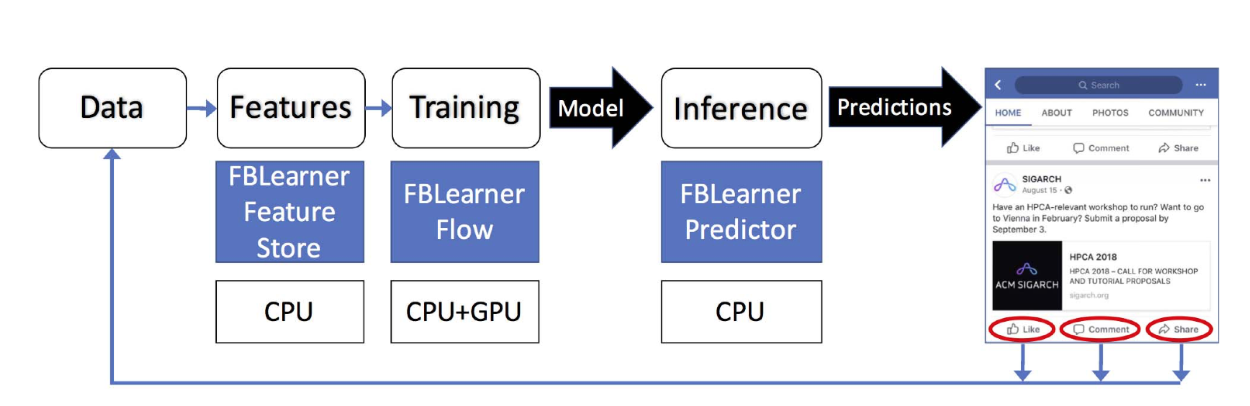 Data
Features
Training
Model
Inference
Predictions
FBLearner
Feature
Store
FBLearner
Flow
FBLearner
Predictor
CPU
CPU+GPU
CPU
Search
HOME ABOUT PHOTOS COMMUNITY
Like Comment Share
SIGARCH
August 15 ·
Have an HPCA-relevant workshop to run? Want to go
to Vienna in February? Submit a proposal by
September 3.
ACM SIGARCH
HPCA 2018
HPCA 2018 – CALL FOR WORKSHOP
AND TUTORIAL PROPOSALS
sigarch.org
Like Comment Share